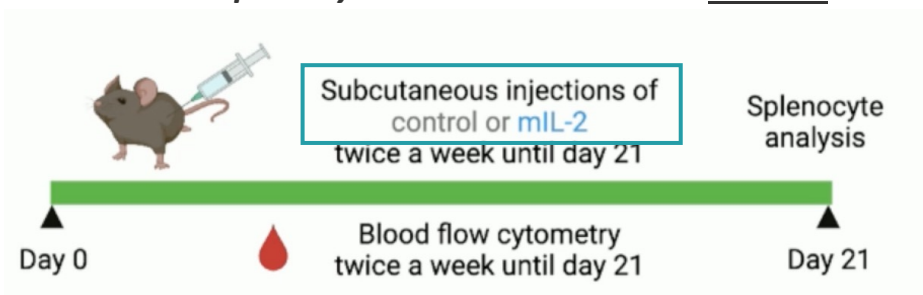 Subcutaneous injections of
control or mIL-2
twice a week until day 21
Splenocyte
analysis
Day 0
Blood flow cytometry
twice a week until day 21
Day 21